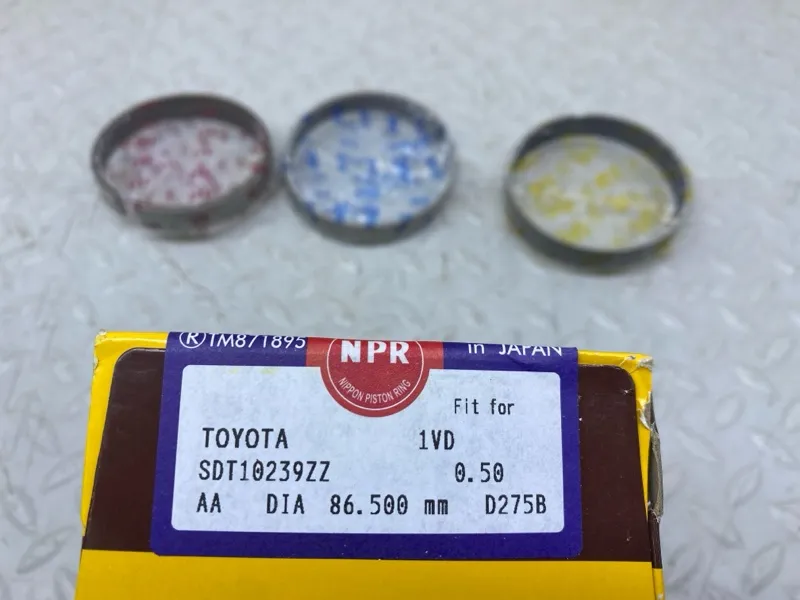 ®TM871895
NPR
in JAPAN
NIPPON PISTON RING
Fit for
TOYOTA 1VD
SDT10239ZZ 0.50
AA DIA 86.500 mm D275B